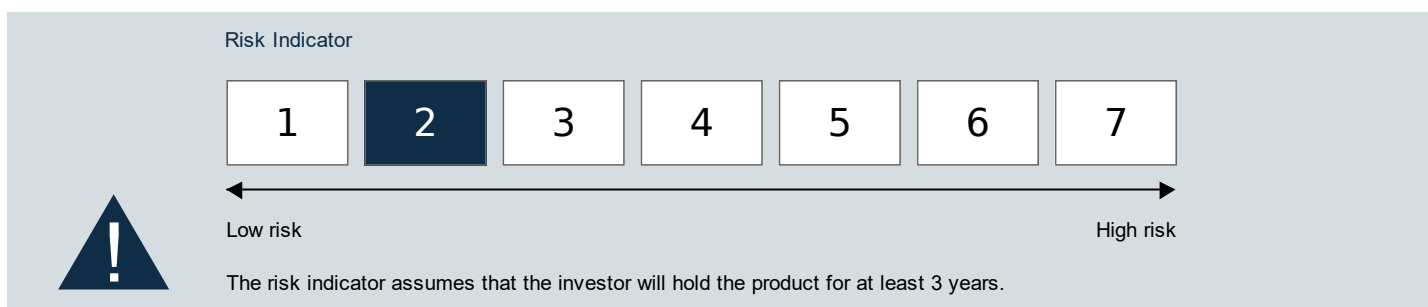 Risk Indicator
1 2 3 4 5 6 7
Low risk High risk
!
The risk indicator assumes that the investor will hold the product for at least 3 years.